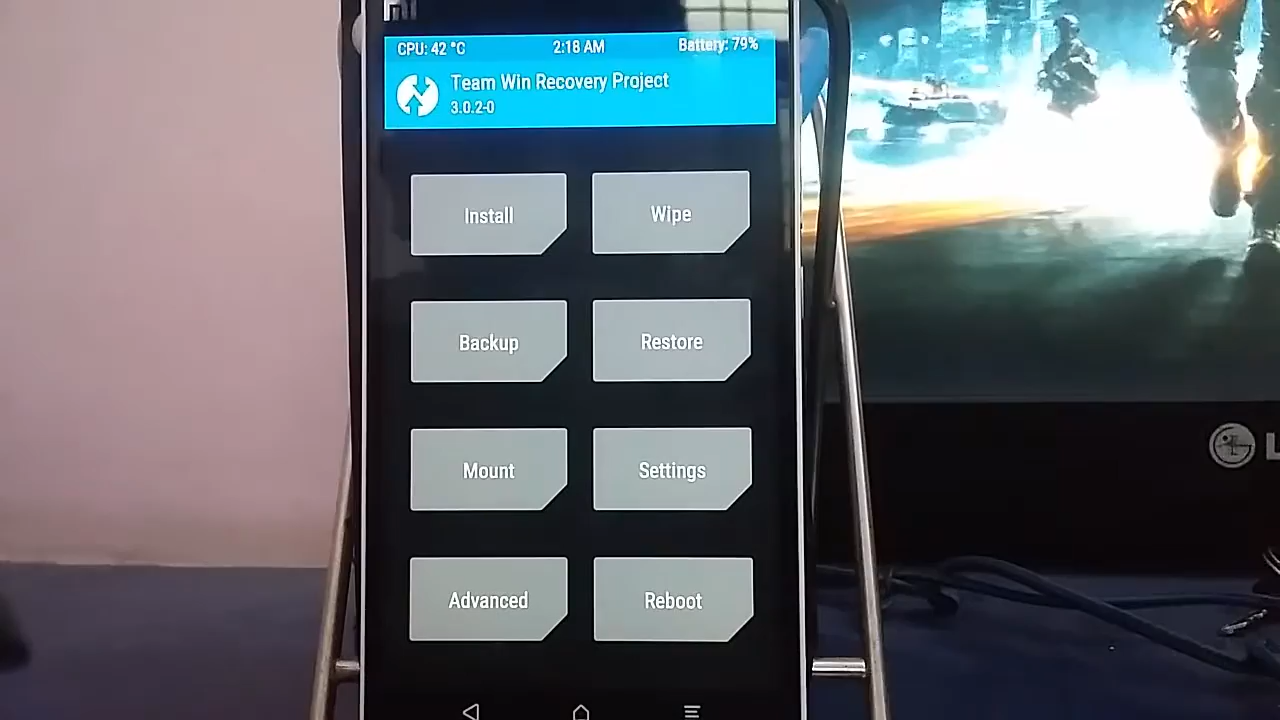 mi
CPU: 42 °C 2:18 AM Battery: 79%
Team Win Recovery Project
3.0.2-0
Install Wipe
Backup Restore
Mount Settings
Advanced Reboot
L